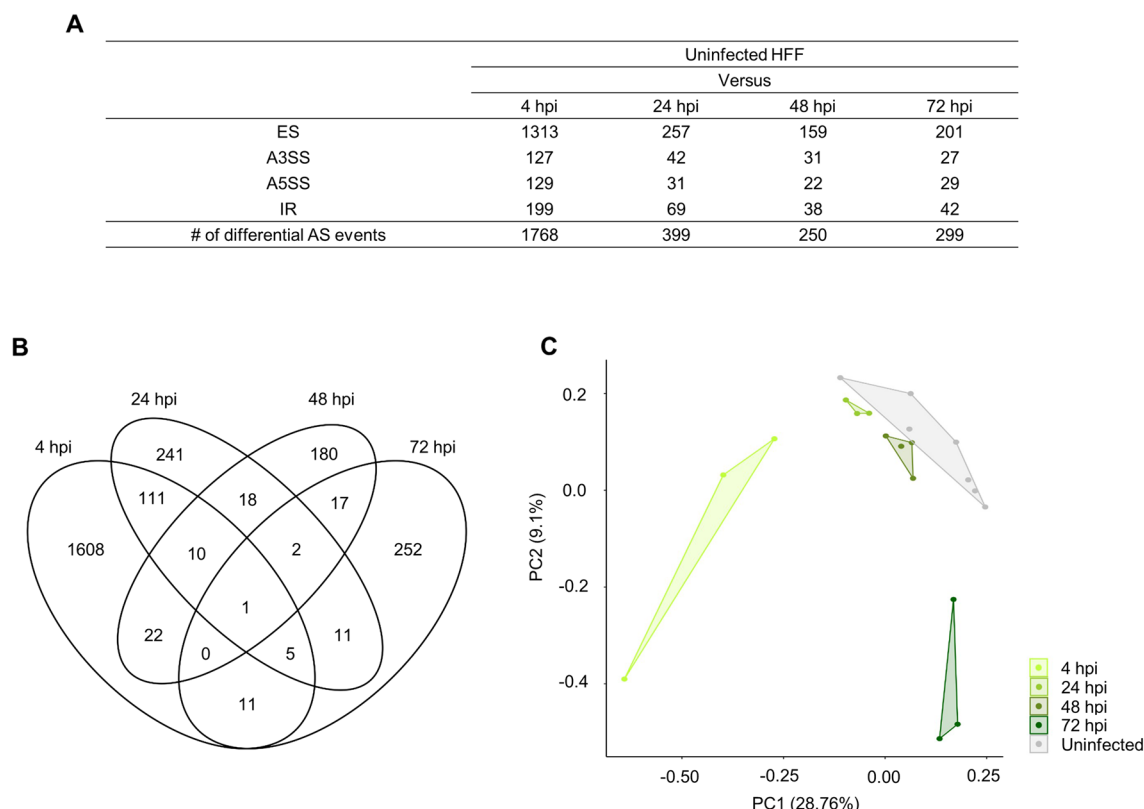 A
Uninfected HFF
Versus
4 hpi 24 hpi 48 hpi 72 hpi
ES 1313 257 159 201
A3SS 127 42 31 27
A5SS 129 31 22 29
IR 199 69 38 42
# of differential AS events 1768 399 250 299
B
24 hpi 48 hpi
4 hpi 72 hpi
241 180
111 18 17
1608 10 2 252
1
22 0 5 11
11
C
0.2
0.0
-0.2
-0.4
PC2 (9.1%)
-0.50 -0.25 0.00 0.25
PC1 (28.76%)
4 hpi
24 hpi
48 hpi
72 hpi
Uninfected